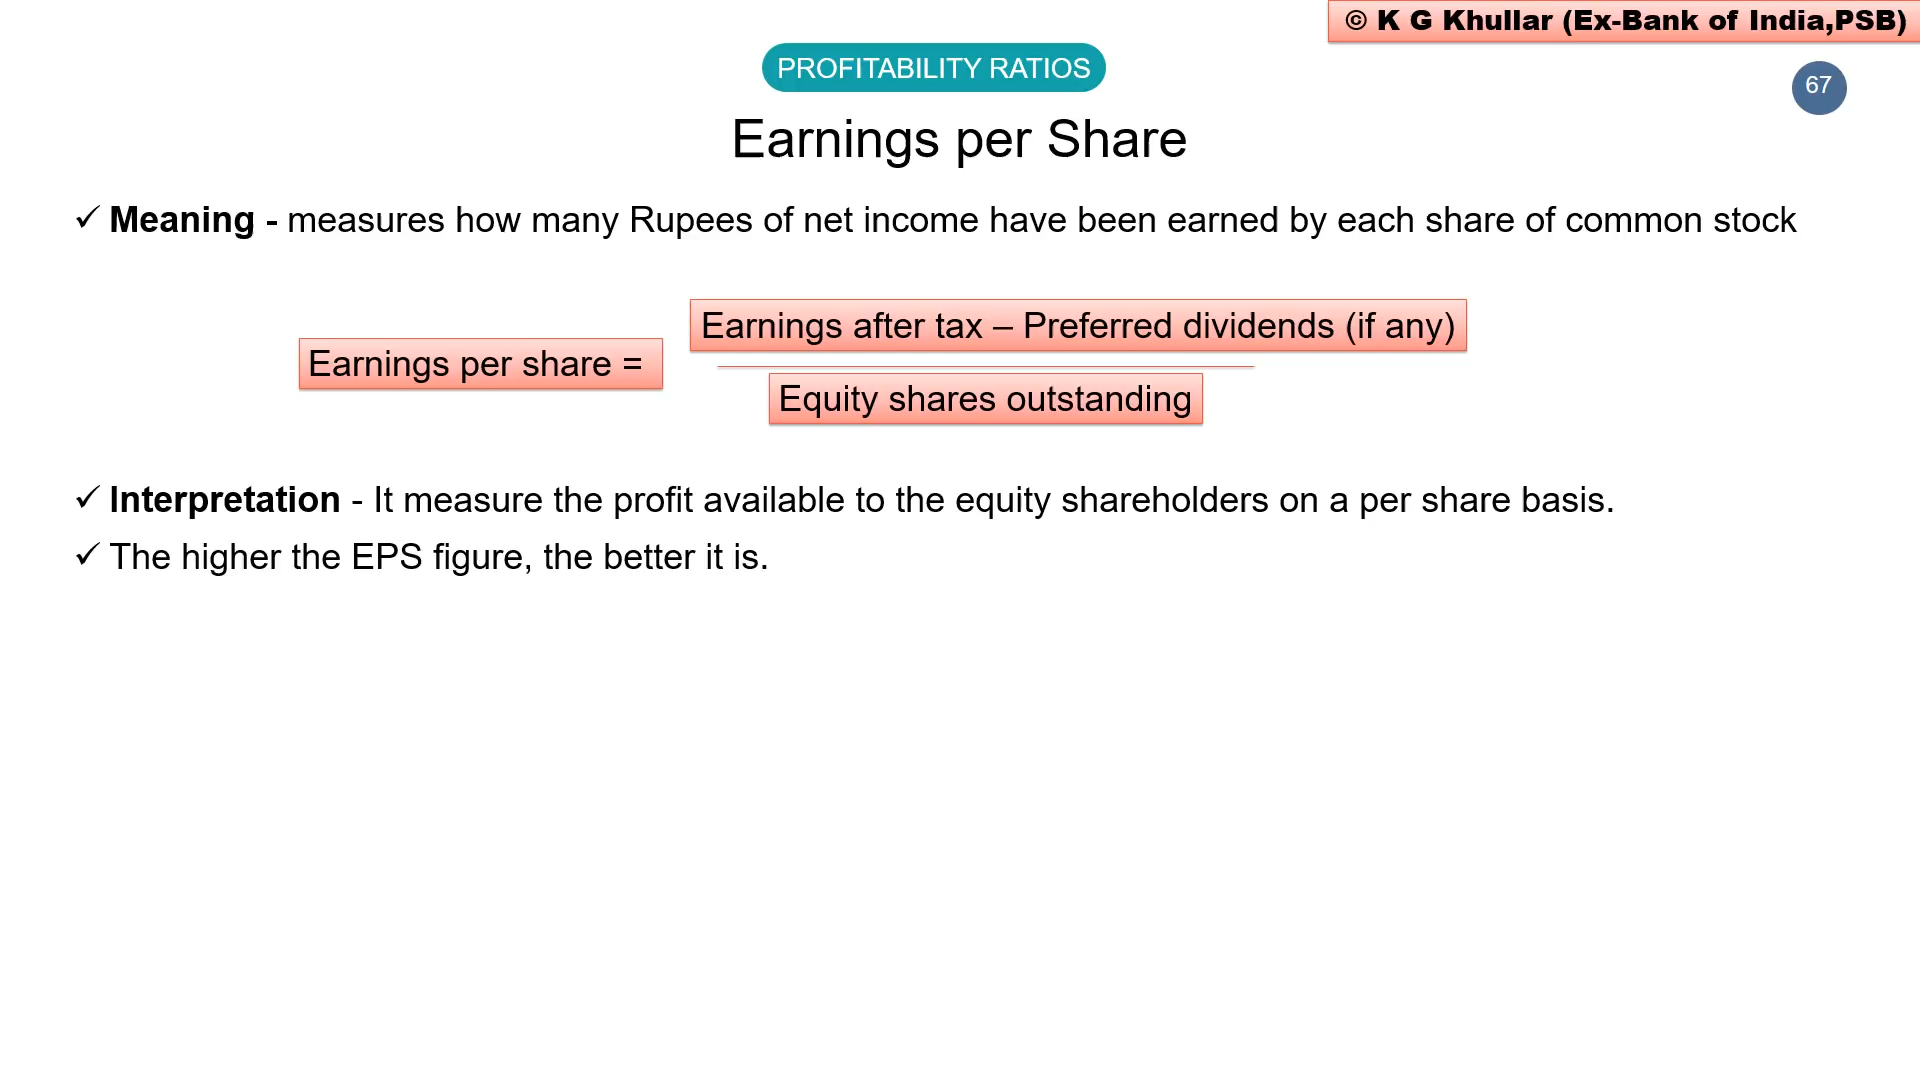 © K G Khullar (Ex-Bank of India,PSB)
PROFITABILITY RATIOS
67
Earnings per Share
✓ Meaning - measures how many Rupees of net income have been earned by each share of common stock
Earnings after tax – Preferred dividends (if any)
Earnings per share =
Equity shares outstanding
✓ Interpretation - It measure the profit available to the equity shareholders on a per share basis.
✓ The higher the EPS figure, the better it is.